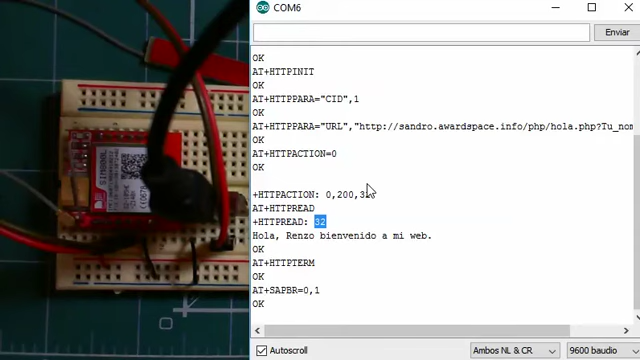 COM6
Enviar
OK
AT+HTTPINIT
OK
AT+HTTPPARA="CID",1
OK
AT+HTTPPARA="URL","http://sandro.awardspace.info/php/hola.php?Tu_nom
OK
AT+HTTPACTION=0
OK
+HTTPACTION: 0,200,32
AT+HTTPREAD
+HTTPREAD: 32
Hola, Renzo bienvenido a mi web.
OK
AT+HTTPTERM
OK
AT+SAPBR=0,1
OK
Autoscroll
Ambos NL & CR
9600 baudio
SIM800L